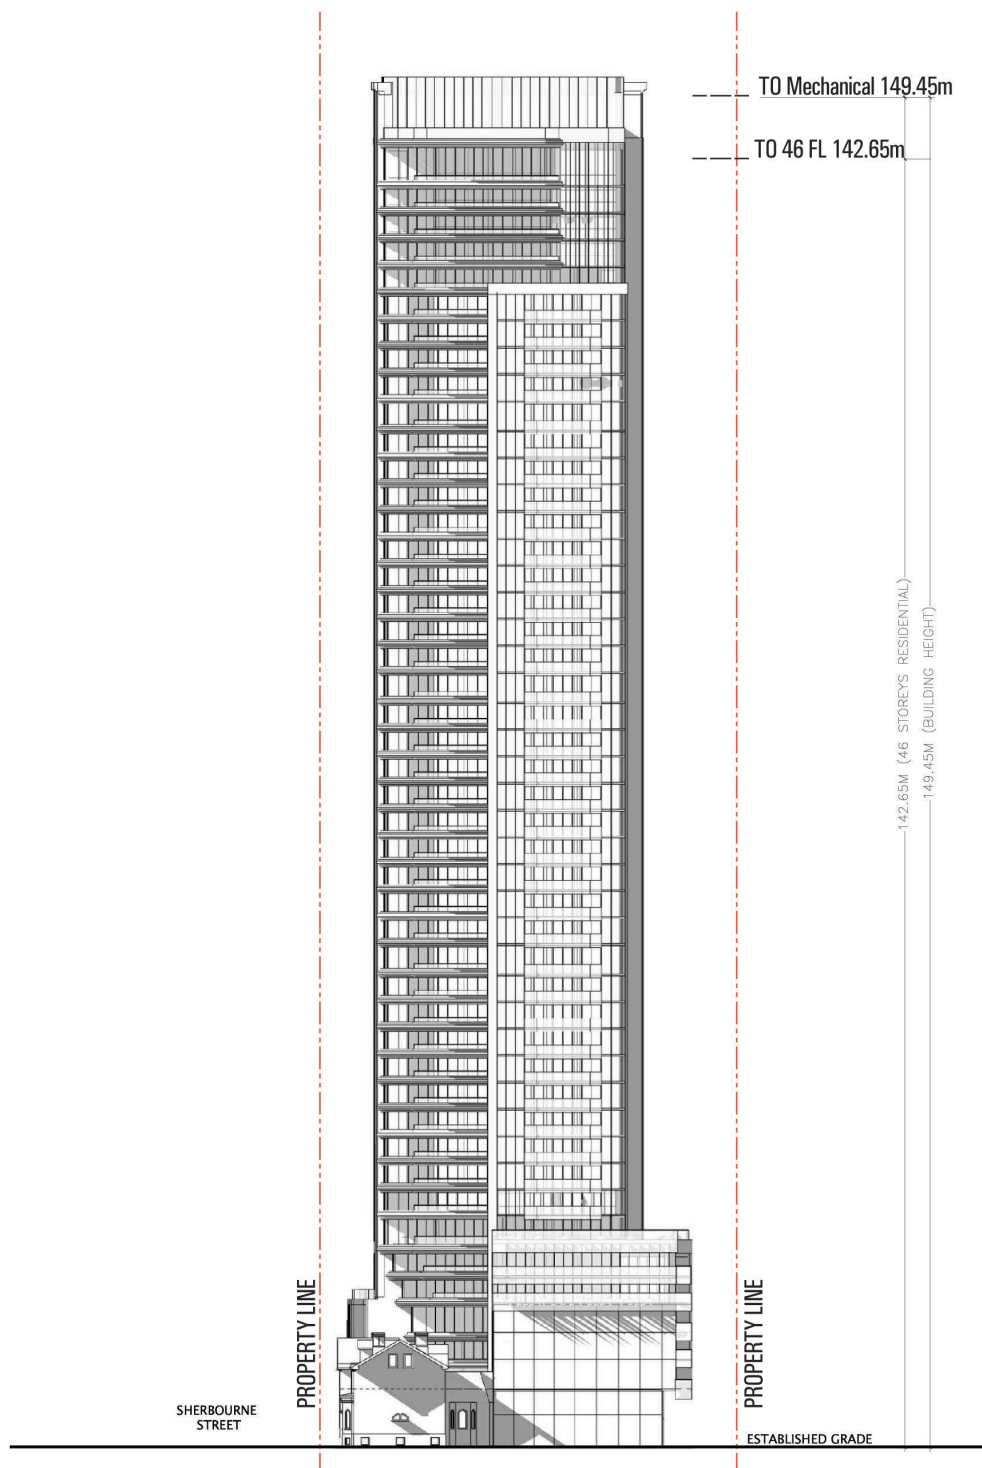 TO Mechanical 149.45m
TO 46 FL 142.65m
142.65M (46 STOREYS RESIDENTIAL)
149.45M (BUILDING HEIGHT)
PROPERTY LINE
PROPERTY LINE
SHERBOURNE
STREET
ESTABLISHED GRADE